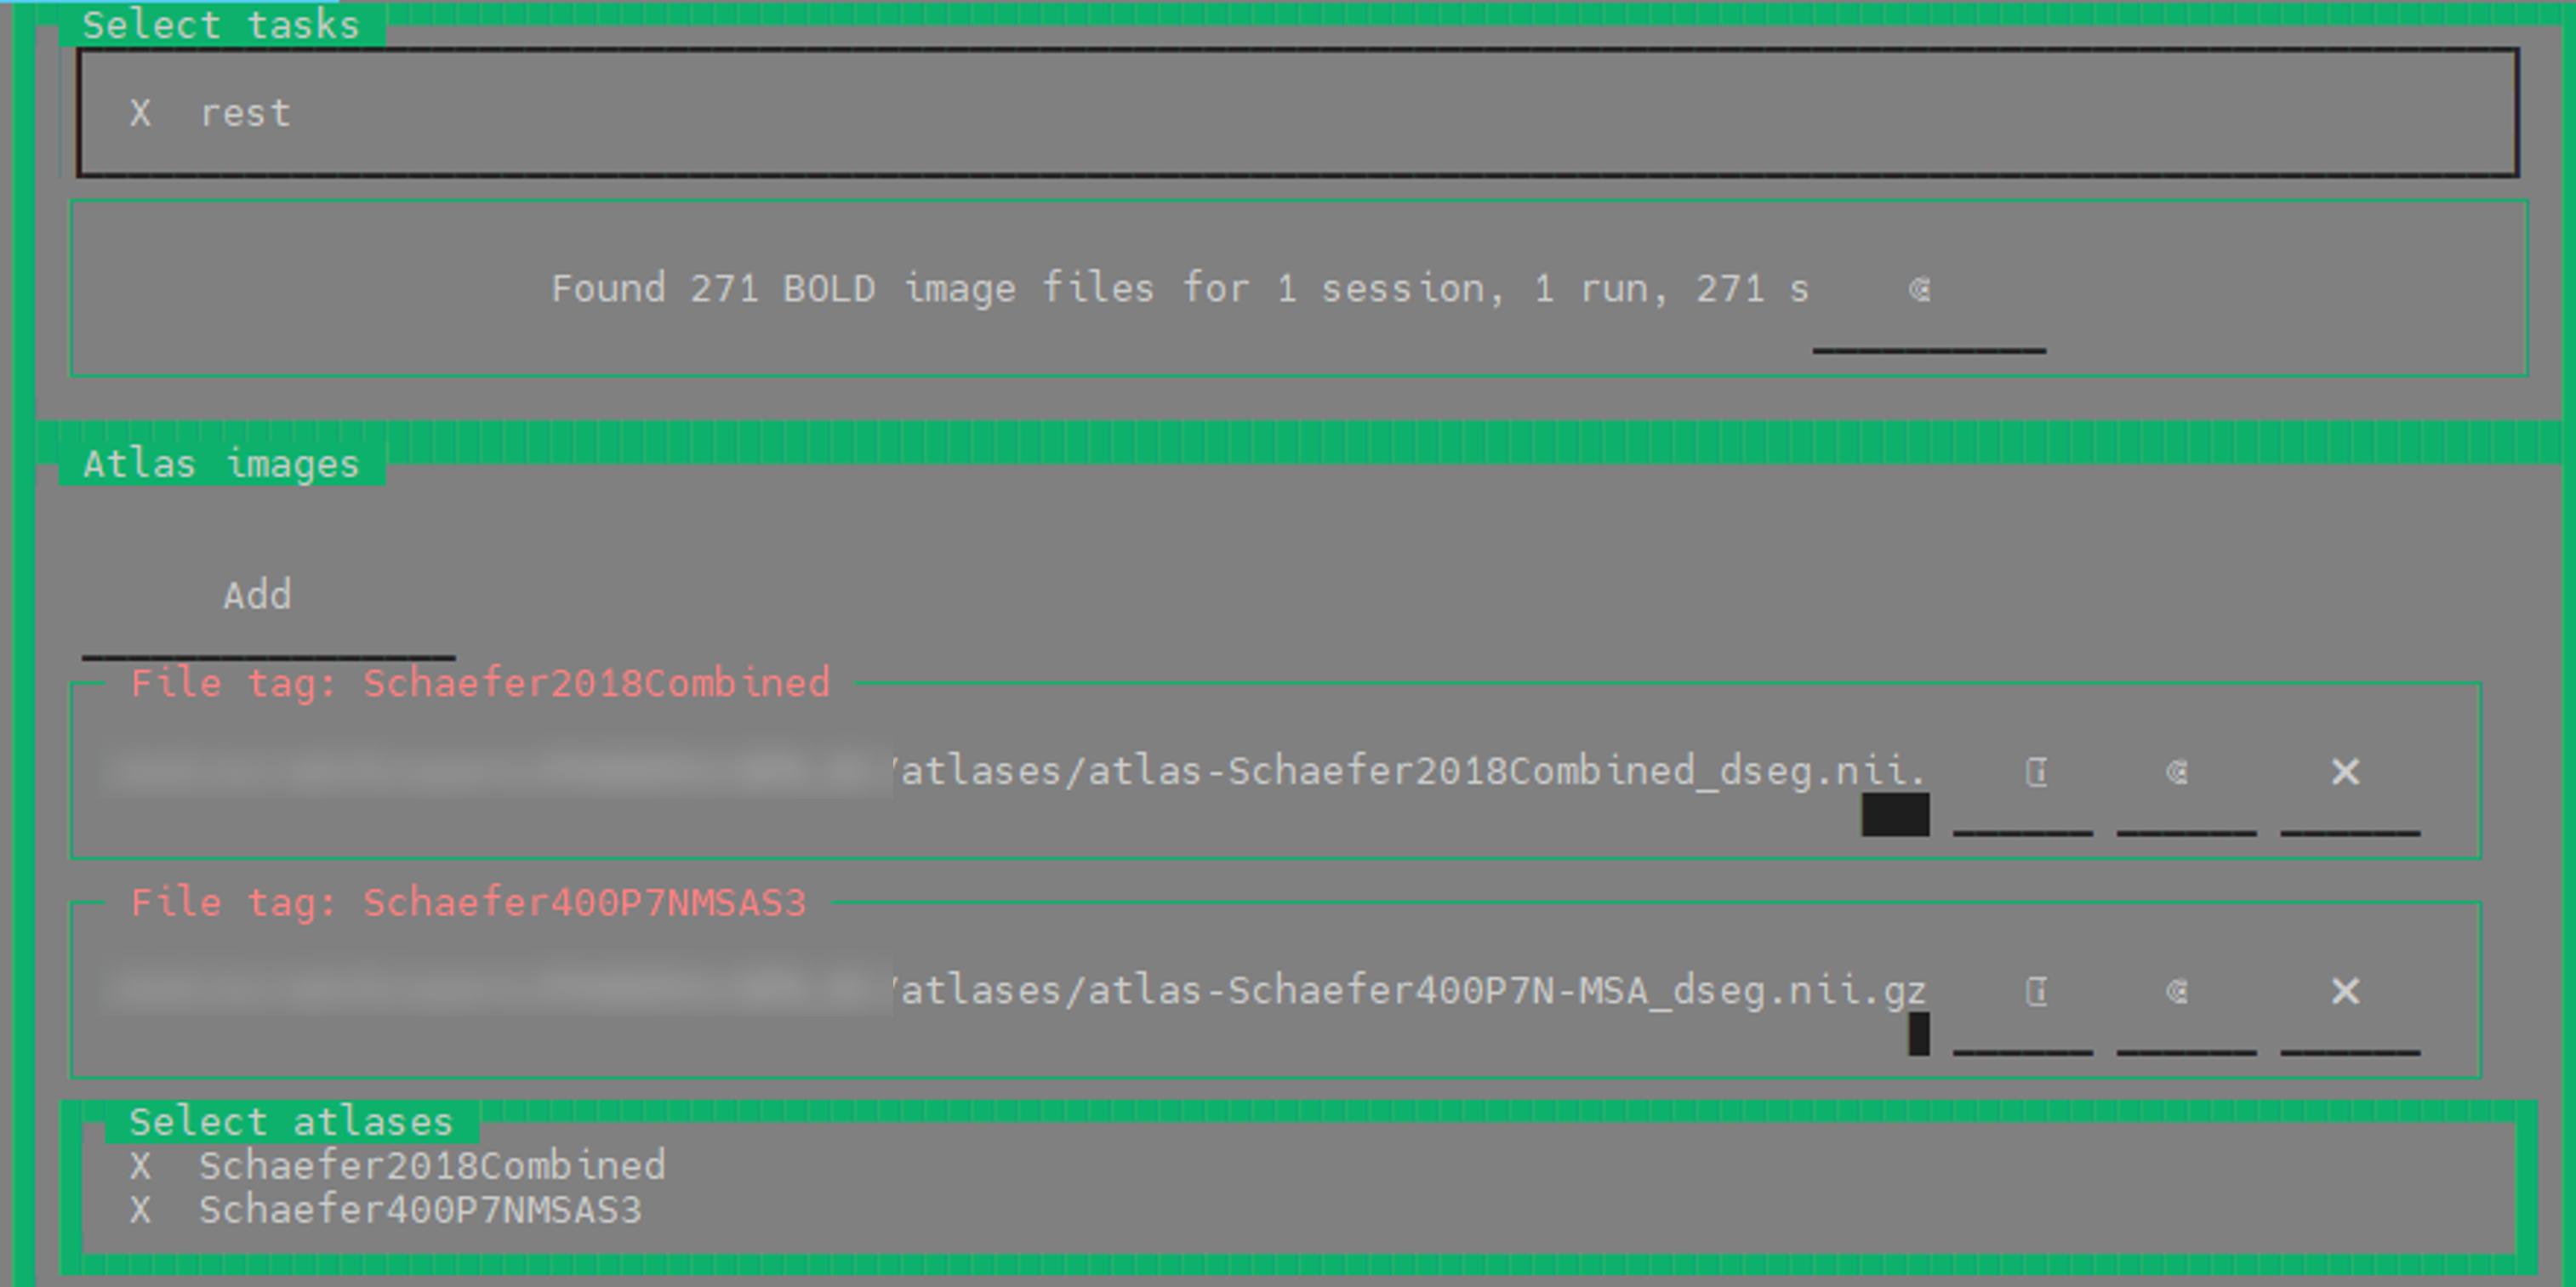 Select tasks
X rest
Found 271 BOLD image files for 1 session, 1 run, 271 s
Atlas images
Add
File tag: Schaefer2018Combined
/atlases/atlas-Schaefer2018Combined_dseg.nii. ✕
File tag: Schaefer400P7NMSAS3
/atlases/atlas-Schaefer400P7N-MSA_dseg.nii.gz ✕
Select atlases
X Schaefer2018Combined
X Schaefer400P7NMSAS3